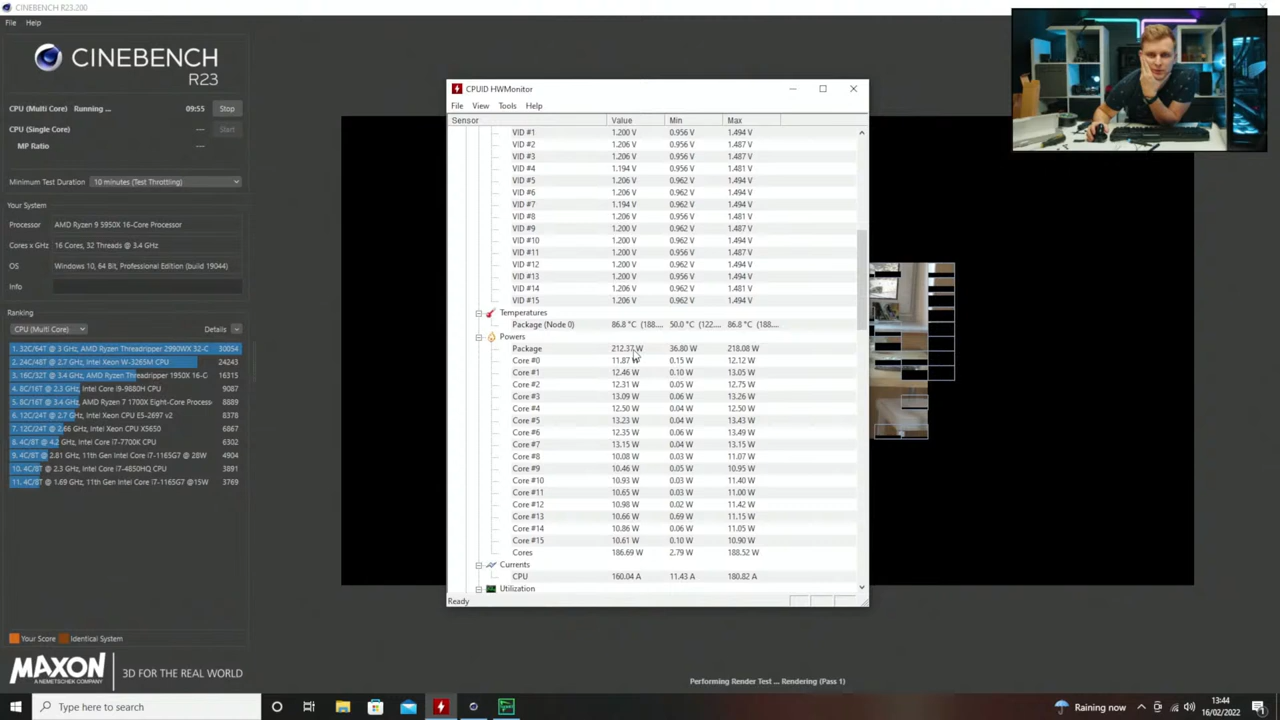 CINEBENCH R23.200
File Help
CINEBENCH
R23
CPU (Multi Core) Running ... 09:55 Stop
CPU (Single Core) --- Start
MP Ratio ---
Minimum Test Duration 10 minutes (Test Throttling)
Your System
Processor AMD Ryzen 9 5950X 16-Core Processor
Cores x GHz 16 Cores, 32 Threads @ 3.4 GHz
OS Windows 10, 64 Bit, Professional Edition (build 19044)
Info
Ranking
CPU (Multi Core) Details
1. 32C/64T @ 3 GHz, AMD Ryzen Threadripper 2990WX 32-C 30054
2. 24C/48T @ 2.7 GHz, Intel Xeon W-3265M CPU 24243
3. 16C/32T @ 3.4 GHz, AMD Ryzen Threadripper 1950X 16-C 16315
4. 8C/16T @ 2.3 GHz, Intel Core i9-9880H CPU 9087
5. 8C/16T @ 3.4 GHz, AMD Ryzen 7 1700X Eight-Core Proce 8889
6. 12C/24T @ 2.7 GHz, Intel Xeon CPU E5-2697 v2 8378
7. 12C/24T @ 2.66 GHz, Intel Xeon CPU X5650 6867
8. 4C/8T @ 4.2 GHz, Intel Core i7-7700K CPU 6302
9. 4C/8T @ 2.81 GHz, 11th Gen Intel Core i7-1165G7 @ 28W 4904
10. 4C/8T @ 2.3 GHz, Intel Core i7-4850HQ CPU 3891
11. 4C/8T @ 1.69 GHz, 11th Gen Intel Core i7-1165G7 @15W 3769
Your Score Identical System
MAXON
A NEMETSCHEK COMPANY
3D FOR THE REAL WORLD
CPUID HWMonitor
File View Tools Help
Sensor Value Min Max
VID #1 1.200 V 0.956 V 1.494 V
VID #2 1.206 V 0.956 V 1.487 V
VID #3 1.206 V 0.956 V 1.487 V
VID #4 1.194 V 0.956 V 1.481 V
VID #5 1.206 V 0.962 V 1.494 V
VID #6 1.206 V 0.962 V 1.487 V
VID #7 1.194 V 0.956 V 1.494 V
VID #8 1.206 V 0.956 V 1.481 V
VID #9 1.200 V 0.962 V 1.487 V
VID #10 1.200 V 0.962 V 1.494 V
VID #11 1.200 V 0.962 V 1.487 V
VID #12 1.200 V 0.962 V 1.494 V
VID #13 1.200 V 0.956 V 1.494 V
VID #14 1.206 V 0.962 V 1.481 V
VID #15 1.206 V 0.962 V 1.494 V
Temperatures
Package (Node 0) 86.8 °C (188.... 50.0 °C (122.... 86.8 °C (188....
Powers
Package 212.37 W 36.80 W 218.08 W
Core #0 11.87 W 0.15 W 12.12 W
Core #1 12.46 W 0.10 W 13.05 W
Core #2 12.31 W 0.05 W 12.75 W
Core #3 13.09 W 0.06 W 13.26 W
Core #4 12.50 W 0.04 W 12.50 W
Core #5 13.23 W 0.04 W 13.43 W
Core #6 12.35 W 0.06 W 13.49 W
Core #7 13.15 W 0.04 W 13.15 W
Core #8 10.08 W 0.03 W 11.07 W
Core #9 10.46 W 0.05 W 10.95 W
Core #10 10.93 W 0.03 W 11.40 W
Core #11 10.65 W 0.03 W 11.00 W
Core #12 10.98 W 0.02 W 11.42 W
Core #13 10.66 W 0.69 W 11.15 W
Core #14 10.86 W 0.06 W 11.05 W
Core #15 10.61 W 0.10 W 10.90 W
Cores 186.69 W 2.79 W 188.52 W
Currents
CPU 160.04 A 11.43 A 180.82 A
Utilization
Ready
Performing Render Test ... Rendering (Pass 1)
Type here to search
Raining now
13:44
16/02/2022